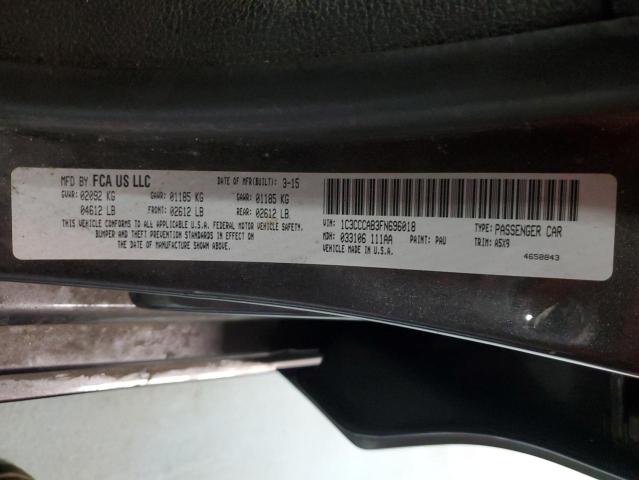 MFD BY FCA US LLC DATE OF MFR(BUILT): 3-15
GVWR: 02092 KG GAWR: 01185 KG GAWR: 01185 KG
04612 LB FRONT: 02612 LB REAR: 02612 LB
THIS VEHICLE CONFORMS TO ALL APPLICABLE U.S.A. FEDERAL MOTOR VEHICLE SAFETY,
BUMPER AND THEFT PREVENTION STANDARDS IN EFFECT ON
THE DATE OF MANUFACTURE SHOWN ABOVE.
VIN: 1C3CCCAB3FN696018 TYPE: PASSENGER CAR
MDH: 033106 111AA PAINT: PAU TRIM: A5X9
VEHICLE MADE IN U.S.A.
4650843